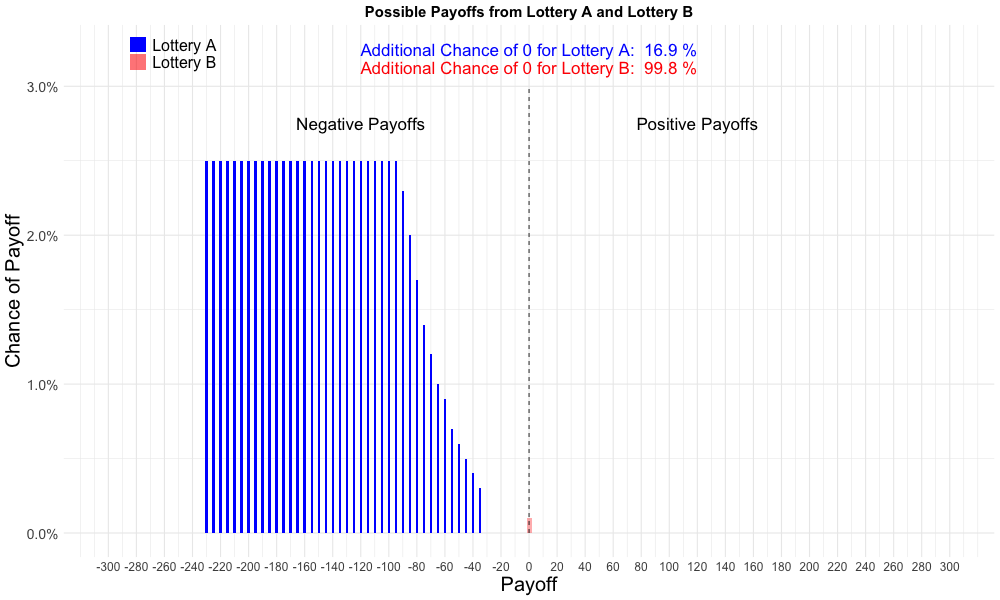 Possible Payoffs from Lottery A and Lottery B
Lottery A
Lottery B
Additional Chance of 0 for Lottery A: 16.9 %
Additional Chance of 0 for Lottery B: 99.8 %
Negative Payoffs
Positive Payoffs
Chance of Payoff
3.0%
2.0%
1.0%
0.0%
-300 -280 -260 -240 -220 -200 -180 -160 -140 -120 -100 -80 -60 -40 -20 0 20 40 60 80 100 120 140 160 180 200 220 240 260 280 300
Payoff